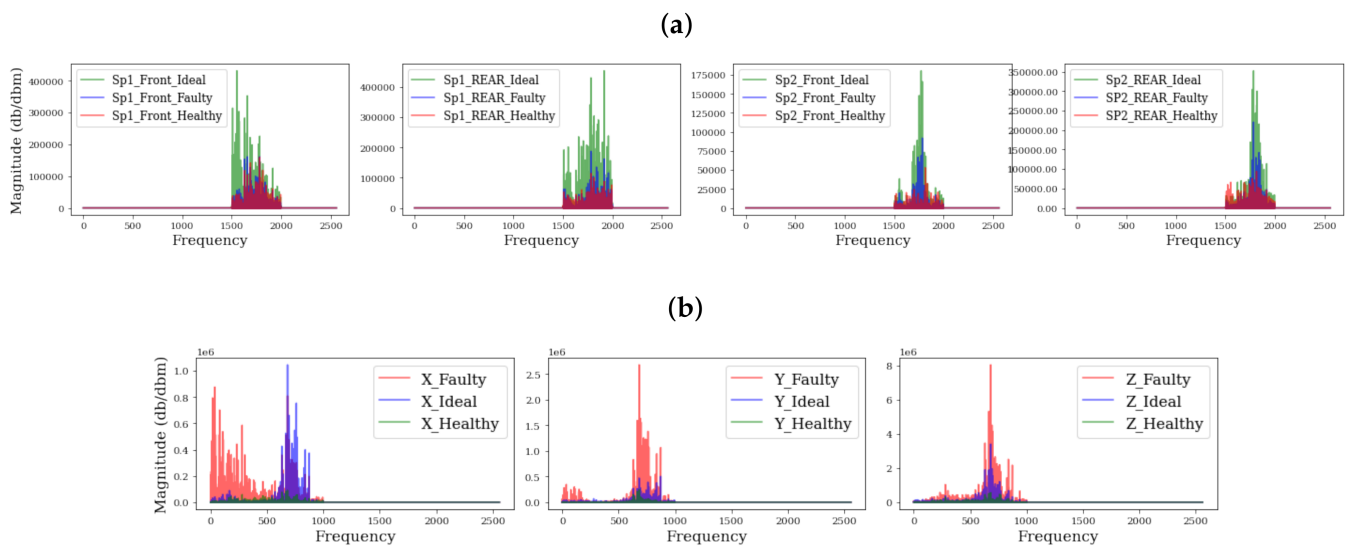 (a)
Magnitude (db/dbm)
400000
300000
200000
100000
0
0 500 1000 1500 2000 2500
Frequency
Sp1_Front_Ideal
Sp1_Front_Faulty
Sp1_Front_Healthy
400000
300000
200000
100000
0
0 500 1000 1500 2000 2500
Frequency
Sp1_REAR_Ideal
Sp1_REAR_Faulty
Sp1_REAR_Healthy
175000
150000
125000
100000
75000
50000
25000
0
0 500 1000 1500 2000 2500
Frequency
Sp2_Front_Ideal
Sp2_Front_Faulty
Sp2_Front_Healthy
350000.00
300000.00
250000.00
200000.00
150000.00
100000.00
50000.00
0.00
0 500 1000 1500 2000 2500
Frequency
Sp2_REAR_Ideal
SP2_REAR_Faulty
SP2_REAR_Healthy
(b)
Magnitude (db/dbm)
1e6
1.0
0.8
0.6
0.4
0.2
0.0
0 500 1000 1500 2000 2500
Frequency
X_Faulty
X_Ideal
X_Healthy
1e6
2.5
2.0
1.5
1.0
0.5
0.0
0 500 1000 1500 2000 2500
Frequency
Y_Faulty
Y_Ideal
Y_Healthy
1e6
8
6
4
2
0
0 500 1000 1500 2000 2500
Frequency
Z_Faulty
Z_Ideal
Z_Healthy